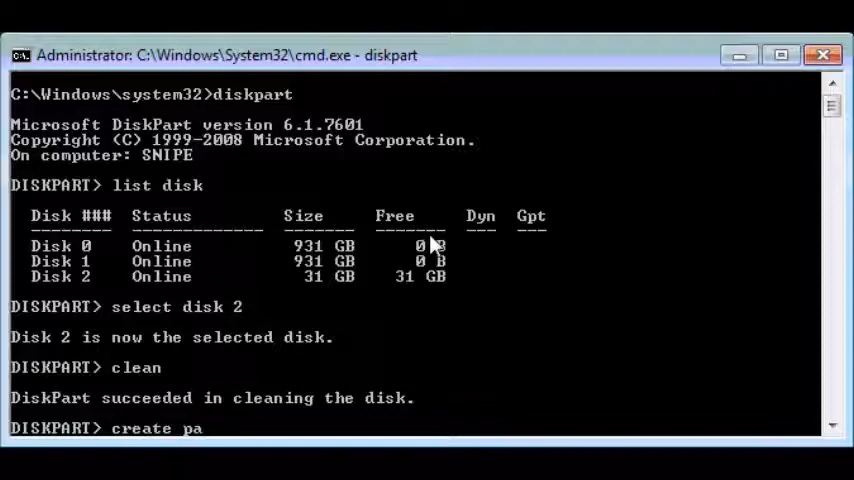 Administrator: C:\Windows\System32\cmd.exe - diskpart
C:\Windows\system32>diskpart
Microsoft DiskPart version 6.1.7601
Copyright (C) 1999-2008 Microsoft Corporation.
On computer: SNIPE
DISKPART> list disk
Disk ### Status Size Free Dyn Gpt
-------- ------------- ------- ------- --- ---
Disk 0 Online 931 GB 0 B
Disk 1 Online 931 GB 0 B
Disk 2 Online 31 GB 31 GB
DISKPART> select disk 2
Disk 2 is now the selected disk.
DISKPART> clean
DiskPart succeeded in cleaning the disk.
DISKPART> create pa